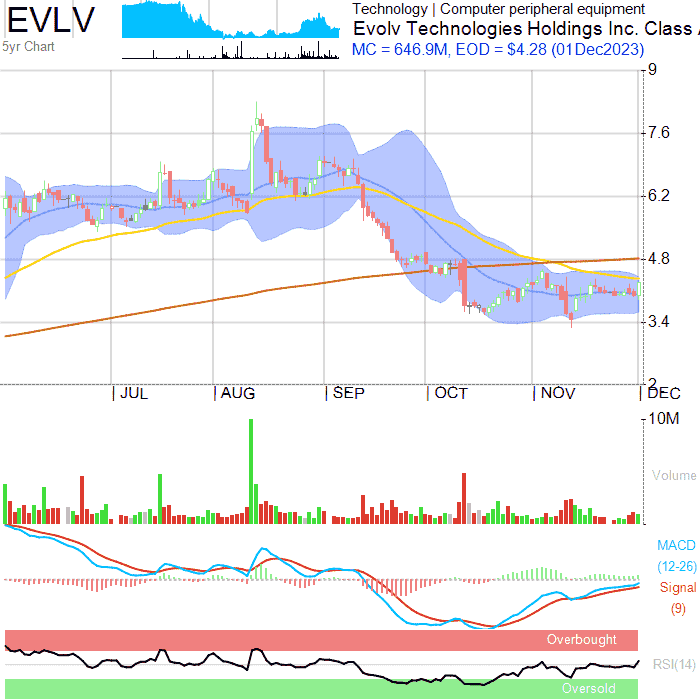 EVLV
5yr Chart
Technology | Computer peripheral equipment
Evolv Technologies Holdings Inc. Class
MC = 646.9M, EOD = $4.28 (01Dec2023)
9
7.6
6.2
4.8
3.4
2
JUL AUG SEP OCT NOV DEC
10M
Volume
MACD
(12-26)
Signal
(9)
Overbought
RSI(14)
Oversold